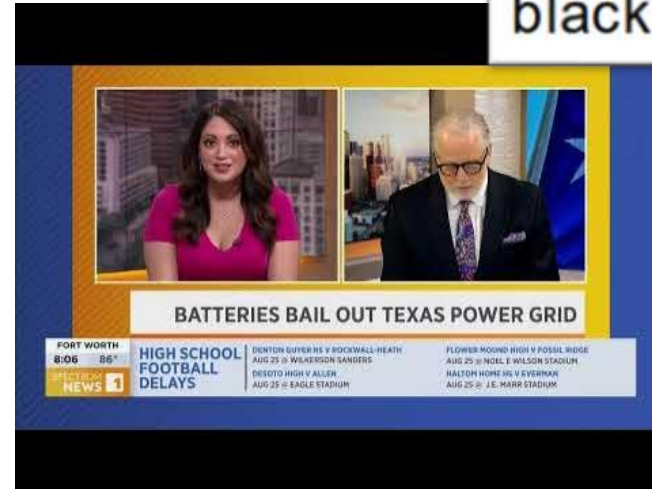 black
BATTERIES BAIL OUT TEXAS POWER GRID
FORT WORTH
8:06 86°
SPECTRUM
NEWS 1
HIGH SCHOOL
FOOTBALL
DELAYS
DENTON GUYER HS V ROCKWALL-HEATH
AUG 25 @ WILKERSON SANDERS
DESOTO HIGH V ALLEN
AUG 25 @ EAGLE STADIUM
FLOWER MOUND HIGH V FOSSIL RIDGE
AUG 25 @ NOEL E WILSON STADIUM
HALTOM HOME HS V EVERMAN
AUG 25 @ J.E. MARR STADIUM